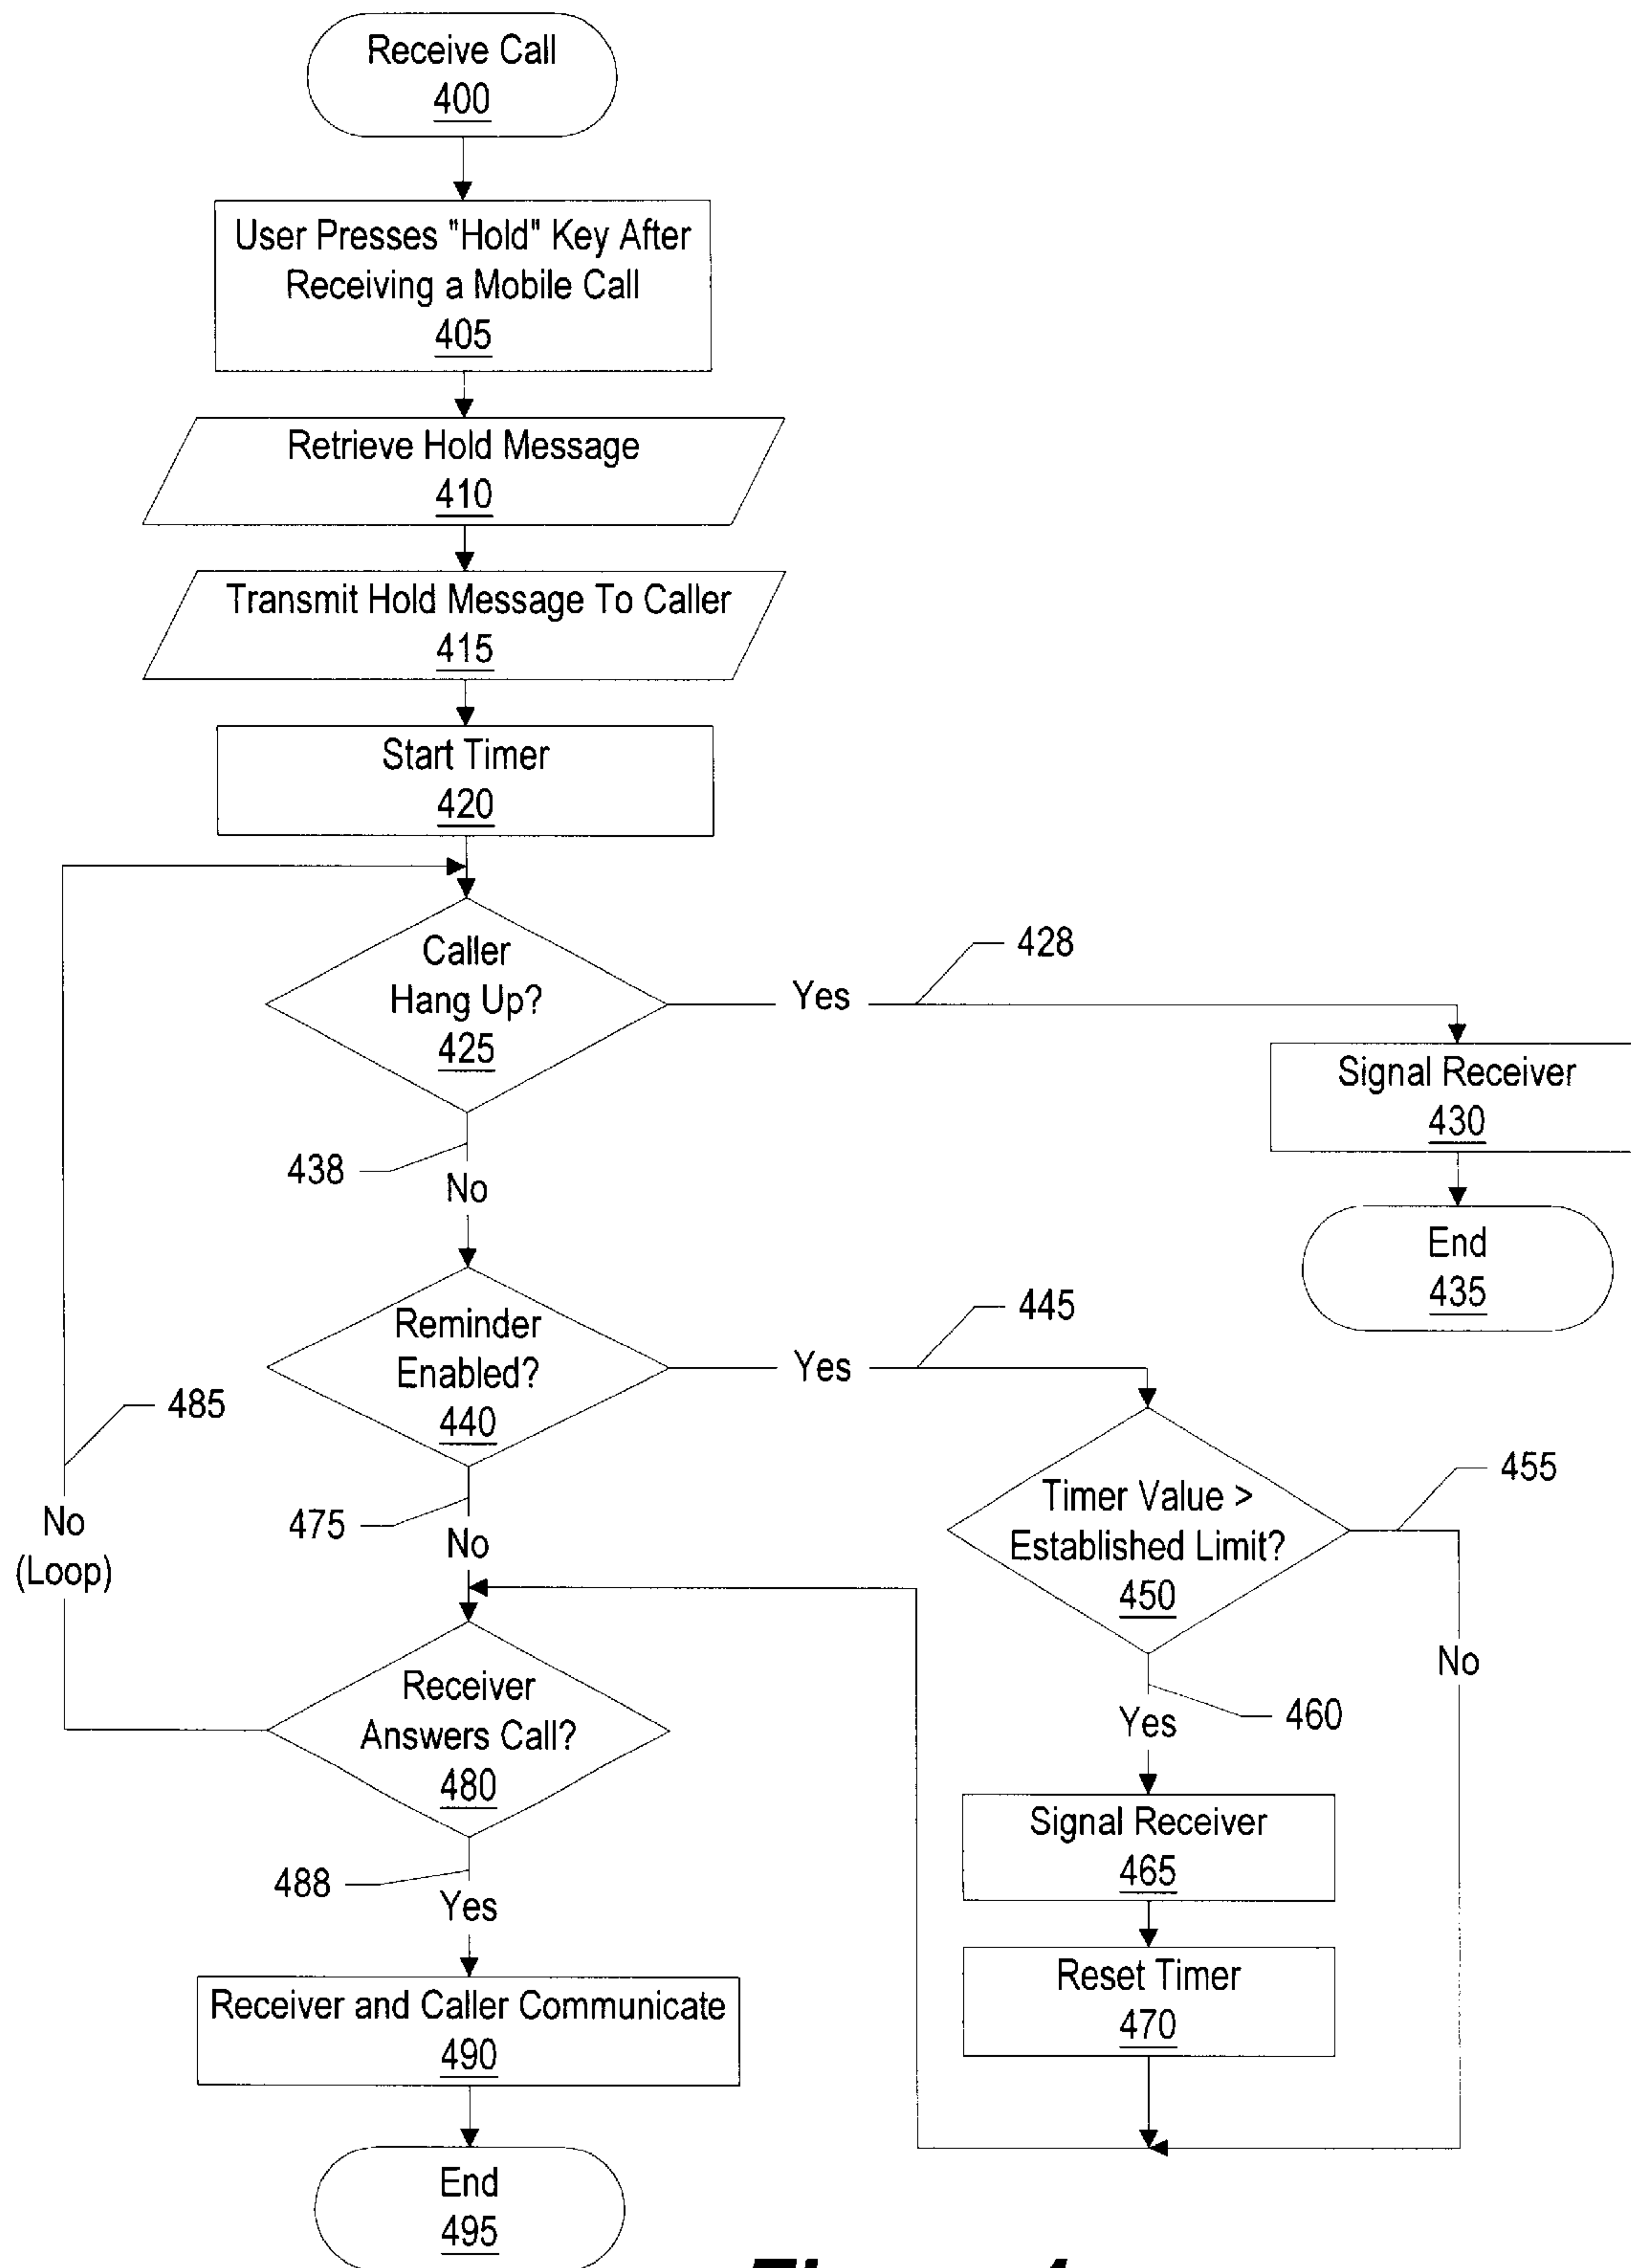 Receive Call
400
User Presses "Hold" Key After
Receiving a Mobile Call
405
Retrieve Hold Message
410
Transmit Hold Message To Caller
415
Start Timer
420
Caller
Hang Up?
425
Yes
428
Signal Receiver
430
End
435
438
No
Reminder
Enabled?
440
Yes
445
Timer Value >
Established Limit?
450
455
No
460
Yes
Signal Receiver
465
Reset Timer
470
475
No
485
No
(Loop)
Receiver
Answers Call?
480
488
Yes
Receiver and Caller Communicate
490
End
495